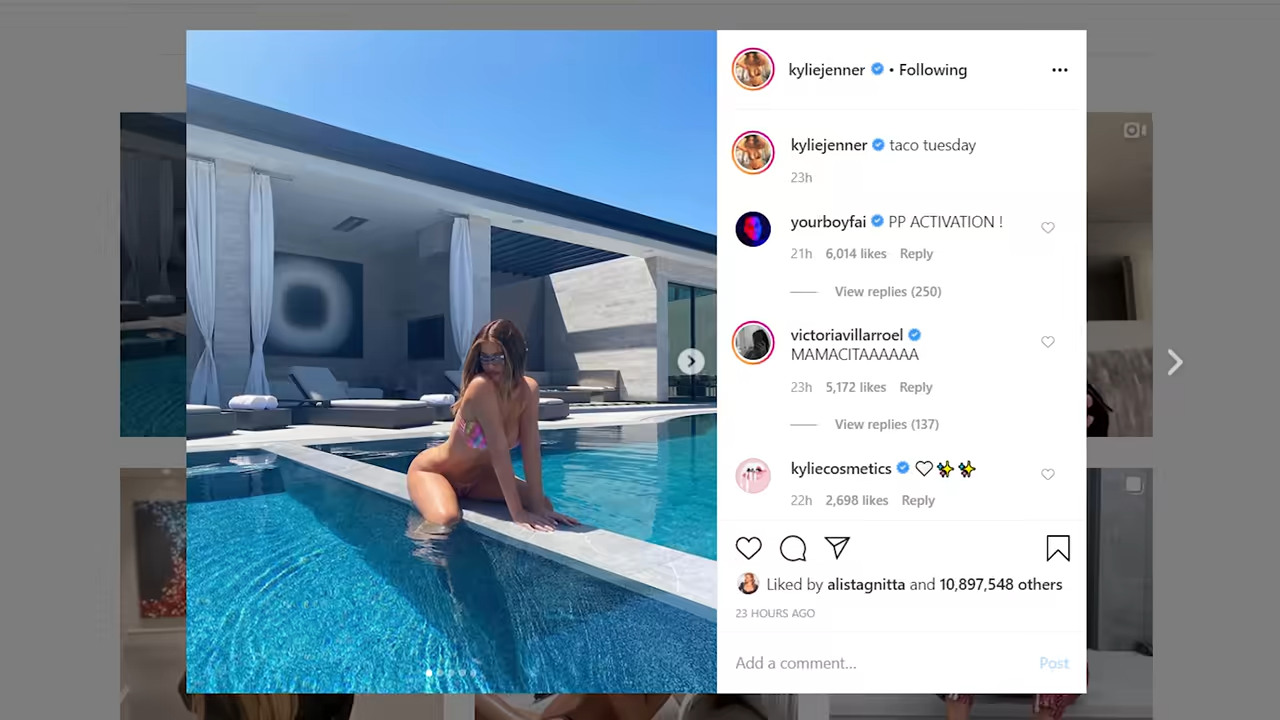 kyliejenner • Following
kyliejenner taco tuesday
23h
yourboyfai PP ACTIVATION !
21h 6,014 likes Reply
View replies (250)
victoriavillarroel
MAMACITAAAAAA
23h 5,172 likes Reply
View replies (137)
kyliecosmetics 🤍✨✨
22h 2,698 likes Reply
Liked by alistagnitta and 10,897,548 others
23 HOURS AGO
Add a comment... Post